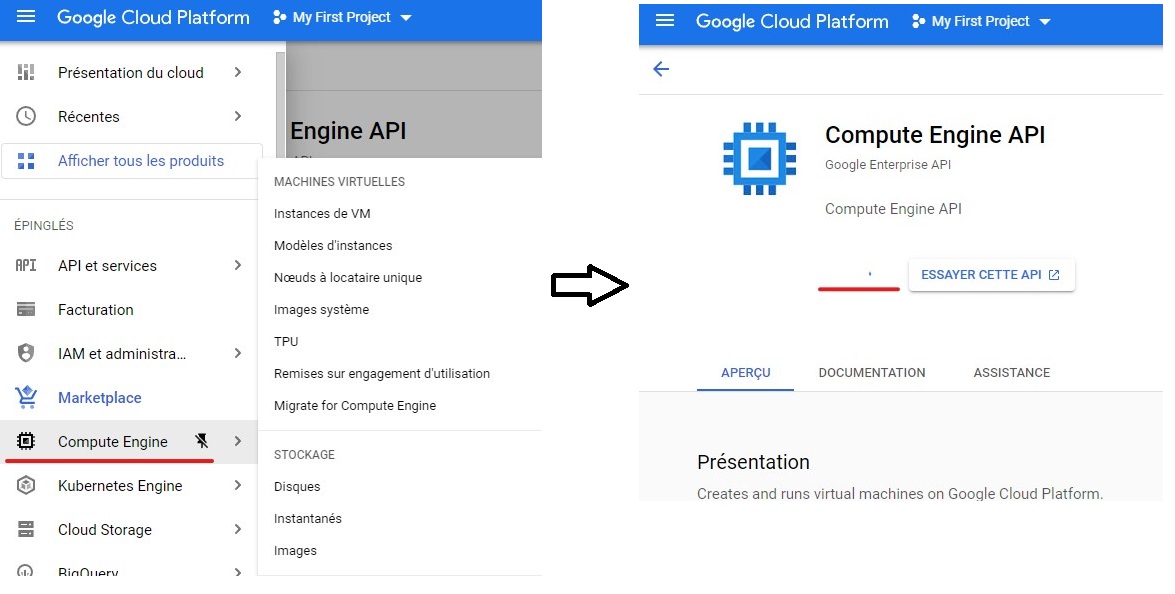 Google Cloud Platform My First Project
Présentation du cloud
Récentes
Afficher tous les produits
ÉPINGLÉS
API API et services
Facturation
IAM et administra...
Marketplace
Compute Engine
Kubernetes Engine
Cloud Storage
BigQuery
Engine API
MACHINES VIRTUELLES
Instances de VM
Modèles d'instances
Nœuds à locataire unique
Images système
TPU
Remises sur engagement d'utilisation
Migrate for Compute Engine
STOCKAGE
Disques
Instantanés
Images
Google Cloud Platform My First Project
Compute Engine API
Google Enterprise API
Compute Engine API
ESSAYER CETTE API
APERÇU DOCUMENTATION ASSISTANCE
Présentation
Creates and runs virtual machines on Google Cloud Platform.